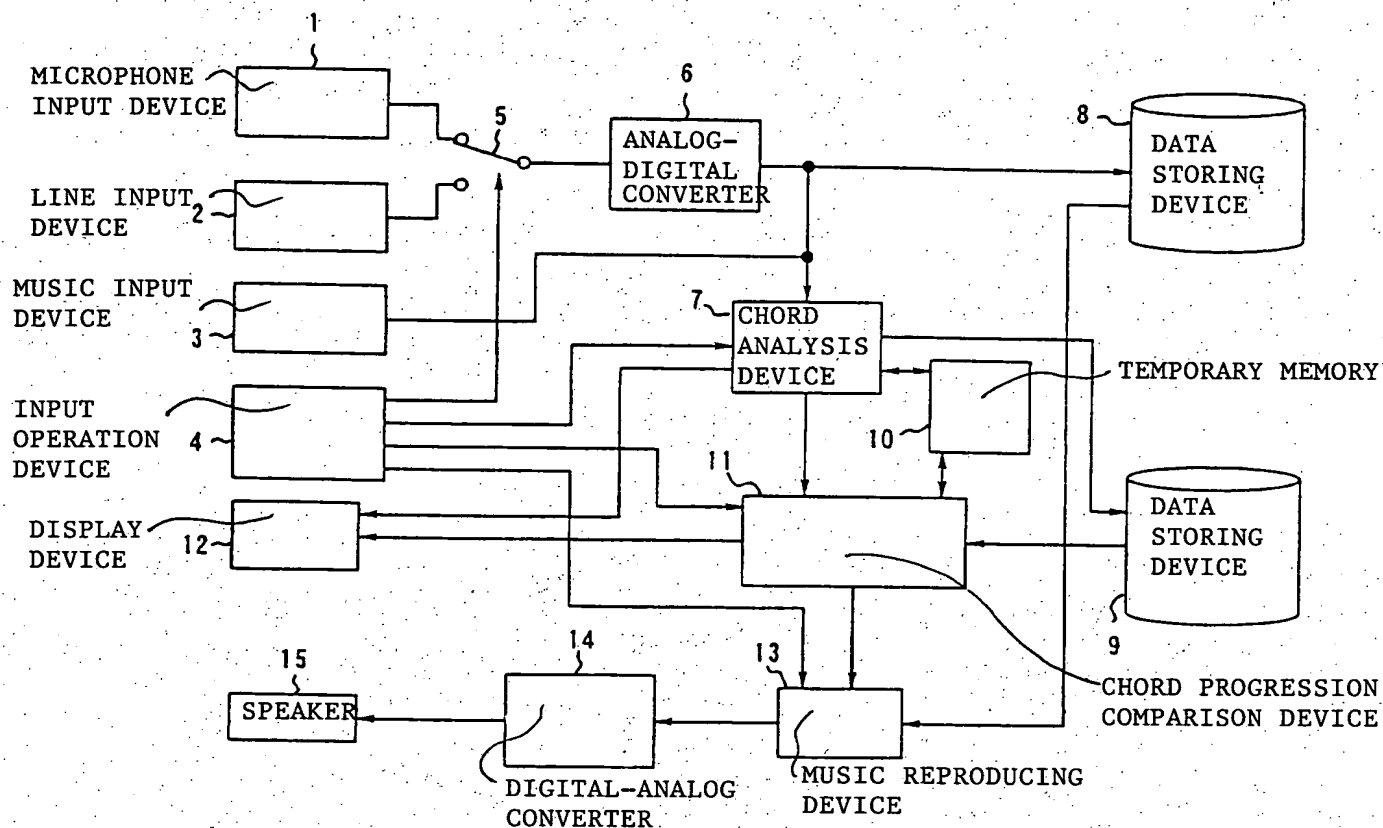 1
MICROPHONE
INPUT DEVICE
5
6
ANALOG-
DIGITAL
CONVERTER
8
DATA
STORING
DEVICE
LINE INPUT
DEVICE
2
MUSIC INPUT
DEVICE
3
7
CHORD
ANALYSIS
DEVICE
TEMPORARY MEMORY
10
INPUT
OPERATION
DEVICE
4
11
DATA
STORING
DEVICE
9
DISPLAY
DEVICE
12
CHORD PROGRESSION
COMPARISON DEVICE
15
SPEAKER
14
DIGITAL-ANALOG
CONVERTER
13
MUSIC REPRODUCING
DEVICE